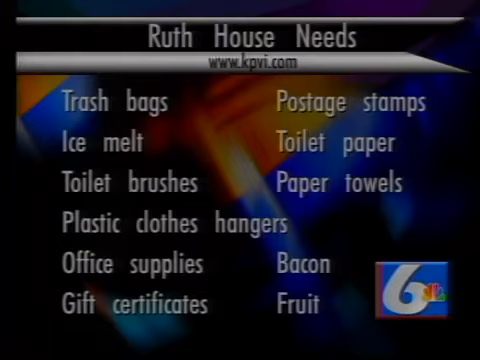 Ruth House Needs
www.kpvi.com
Trash bags Postage stamps
Ice melt Toilet paper
Toilet brushes Paper towels
Plastic clothes hangers
Office supplies Bacon
Gift certificates Fruit
6